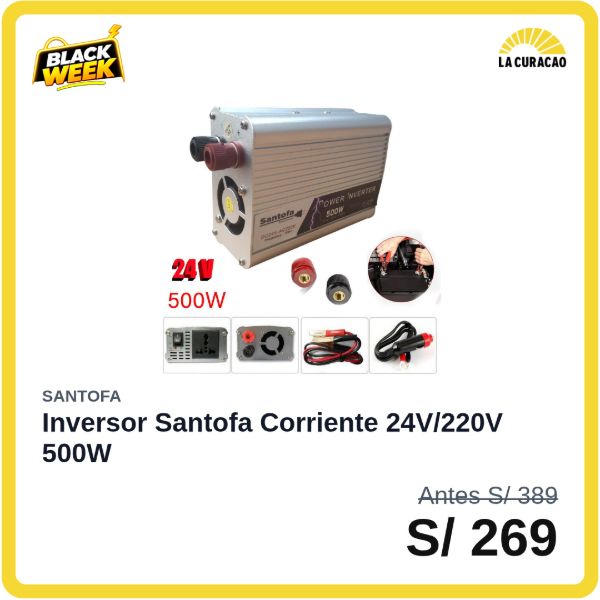 BLACK
WEEK
LA CURACAO
POWER INVERTER
500W
Santofa
24V
500W
SANTOFA
Inversor Santofa Corriente 24V/220V
500W
Antes S/ 389
S/ 269